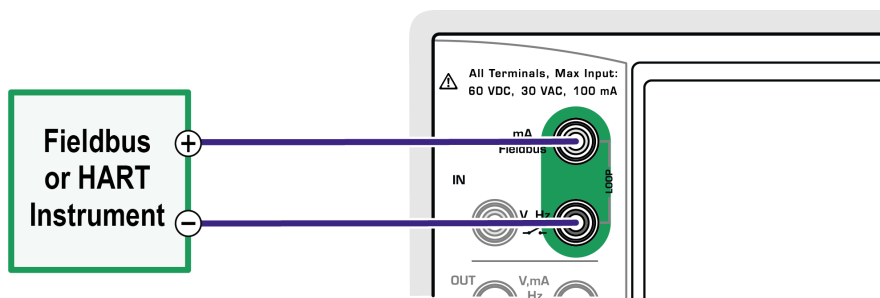 All Terminals, Max Input:
60 VDC, 30 VAC, 100 mA
Fieldbus
or HART
Instrument
+
−
mA
Fieldbus
LOOP
IN
V, Hz
OUT
V,mA
Hz